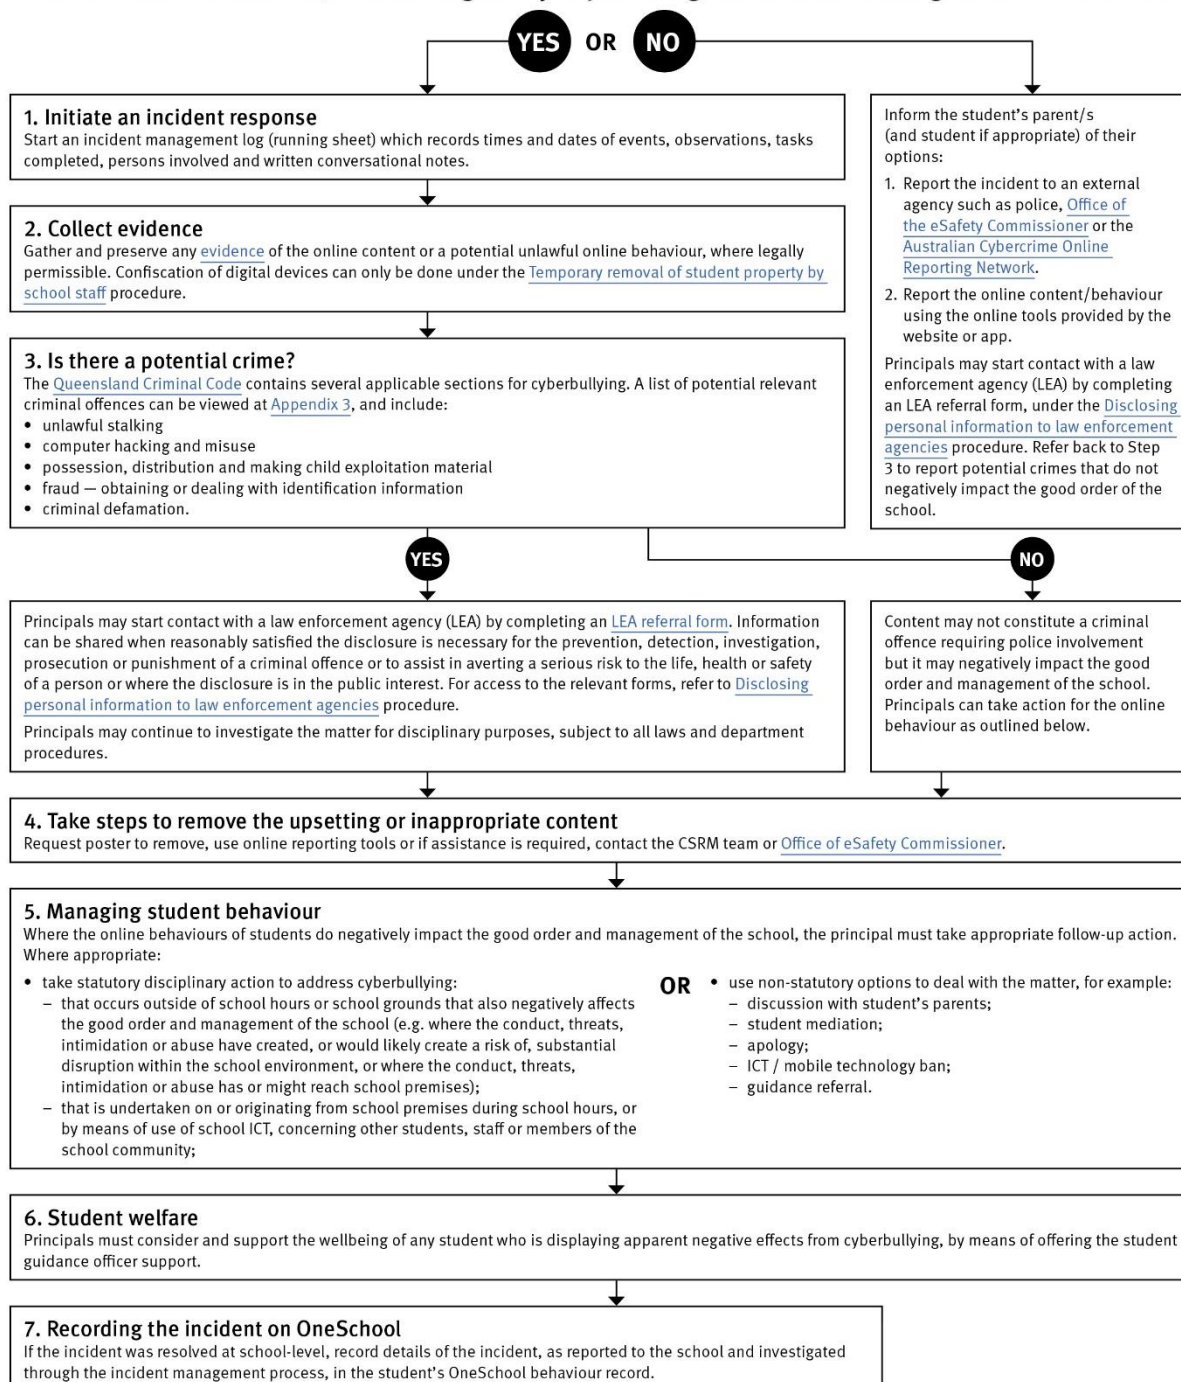 YES OR NO
1. Initiate an incident response
Start an incident management log (running sheet) which records times and dates of events, observations, tasks
completed, persons involved and written conversational notes.
2. Collect evidence
Gather and preserve any evidence of the online content or a potential unlawful online behaviour, where legally
permissible. Confiscation of digital devices can only be done under the Temporary removal of student property by
school staff procedure.
3. Is there a potential crime?
The Queensland Criminal Code contains several applicable sections for cyberbullying. A list of potential relevant
criminal offences can be viewed at Appendix 3, and include:
• unlawful stalking
• computer hacking and misuse
• possession, distribution and making child exploitation material
• fraud — obtaining or dealing with identification information
• criminal defamation.
Inform the student's parent/s
(and student if appropriate) of their
options:
1. Report the incident to an external
agency such as police, Office of
the eSafety Commissioner or the
Australian Cybercrime Online
Reporting Network.
2. Report the online content/behaviour
using the online tools provided by the
website or app.
Principals may start contact with a law
enforcement agency (LEA) by completing
an LEA referral form, under the Disclosing
personal information to law enforcement
agencies procedure. Refer back to Step
3 to report potential crimes that do not
negatively impact the good order of the
school.
YES
NO
Principals may start contact with a law enforcement agency (LEA) by completing an LEA referral form. Information
can be shared when reasonably satisfied the disclosure is necessary for the prevention, detection, investigation,
prosecution or punishment of a criminal offence or to assist in averting a serious risk to the life, health or safety
of a person or where the disclosure is in the public interest. For access to the relevant forms, refer to Disclosing
personal information to law enforcement agencies procedure.
Principals may continue to investigate the matter for disciplinary purposes, subject to all laws and department
procedures.
Content may not constitute a criminal
offence requiring police involvement
but it may negatively impact the good
order and management of the school.
Principals can take action for the online
behaviour as outlined below.
4. Take steps to remove the upsetting or inappropriate content
Request poster to remove, use online reporting tools or if assistance is required, contact the CSRM team or Office of eSafety Commissioner.
5. Managing student behaviour
Where the online behaviours of students do negatively impact the good order and management of the school, the principal must take appropriate follow-up action.
Where appropriate:
• take statutory disciplinary action to address cyberbullying:
– that occurs outside of school hours or school grounds that also negatively affects
the good order and management of the school (e.g. where the conduct, threats,
intimidation or abuse have created, or would likely create a risk of, substantial
disruption within the school environment, or where the conduct, threats,
intimidation or abuse has or might reach school premises);
– that is undertaken on or originating from school premises during school hours, or
by means of use of school ICT, concerning other students, staff or members of the
school community;
OR
• use non-statutory options to deal with the matter, for example:
– discussion with student's parents;
– student mediation;
– apology;
– ICT / mobile technology ban;
– guidance referral.
6. Student welfare
Principals must consider and support the wellbeing of any student who is displaying apparent negative effects from cyberbullying, by means of offering the student
guidance officer support.
7. Recording the incident on OneSchool
If the incident was resolved at school-level, record details of the incident, as reported to the school and investigated
through the incident management process, in the student's OneSchool behaviour record.